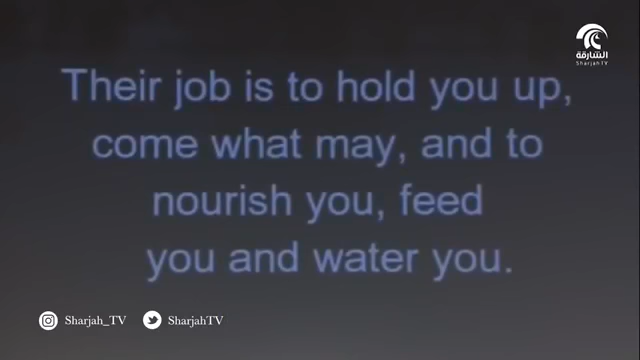 الشارقة
SharjahTV
Their job is to hold you up,
come what may, and to
nourish you, feed
you and water you.
Sharjah_TV SharjahTV